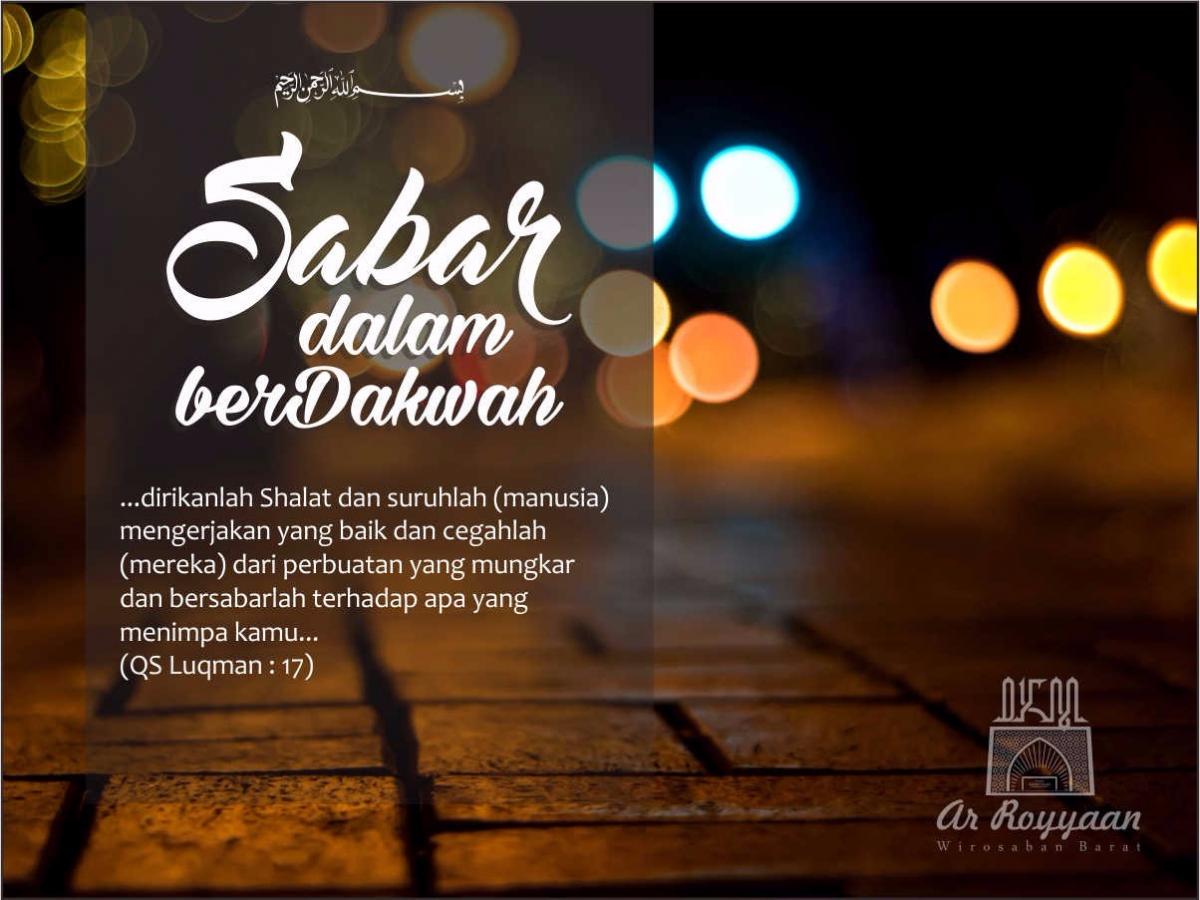 بسم الله الرحمن الرحيم
Sabar
dalam
berDakwah
...dirikanlah Shalat dan suruhlah (manusia)
mengerjakan yang baik dan cegahlah
(mereka) dari perbuatan yang mungkar
dan bersabarlah terhadap apa yang
menimpa kamu...
(QS Luqman : 17)
Ar Royyaan
Wirosaban Barat